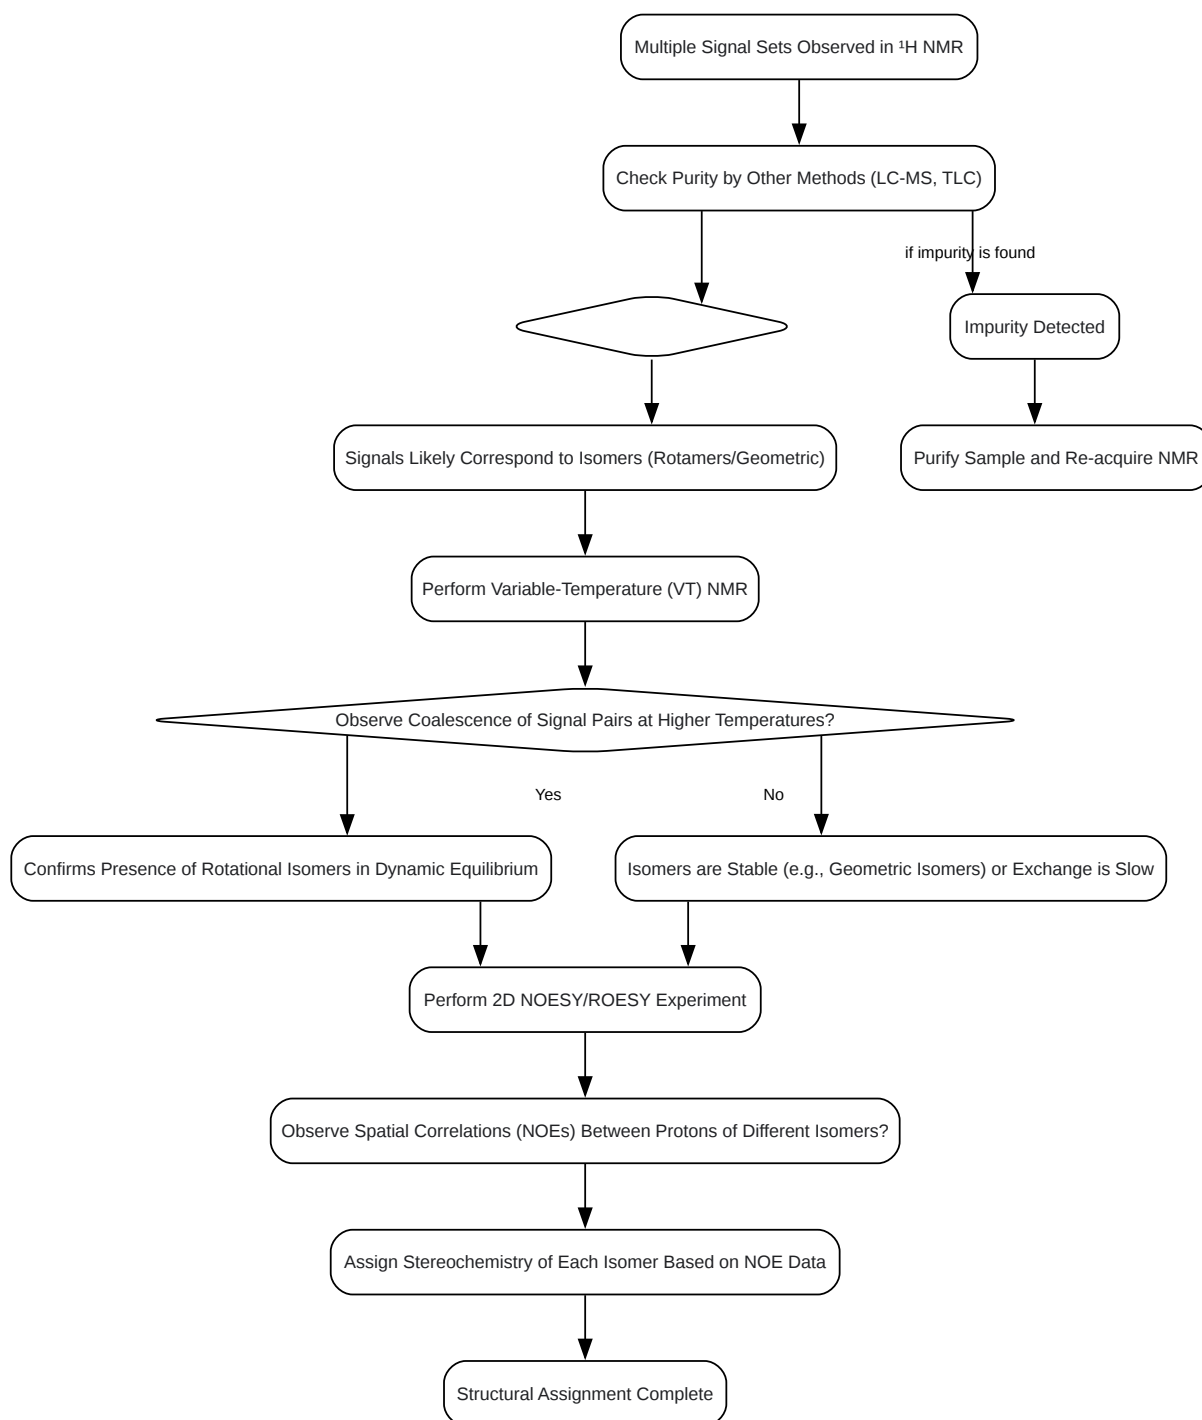 Multiple Signal Sets Observed in ¹H NMR
Check Purity by Other Methods (LC-MS, TLC)
if impurity is found
Impurity Detected
Signals Likely Correspond to Isomers (Rotamers/Geometric)
Purify Sample and Re-acquire NMR
Perform Variable-Temperature (VT) NMR
Observe Coalescence of Signal Pairs at Higher Temperatures?
Yes
No
Confirms Presence of Rotational Isomers in Dynamic Equilibrium
Isomers are Stable (e.g., Geometric Isomers) or Exchange is Slow
Perform 2D NOESY/ROESY Experiment
Observe Spatial Correlations (NOEs) Between Protons of Different Isomers?
Assign Stereochemistry of Each Isomer Based on NOE Data
Structural Assignment Complete